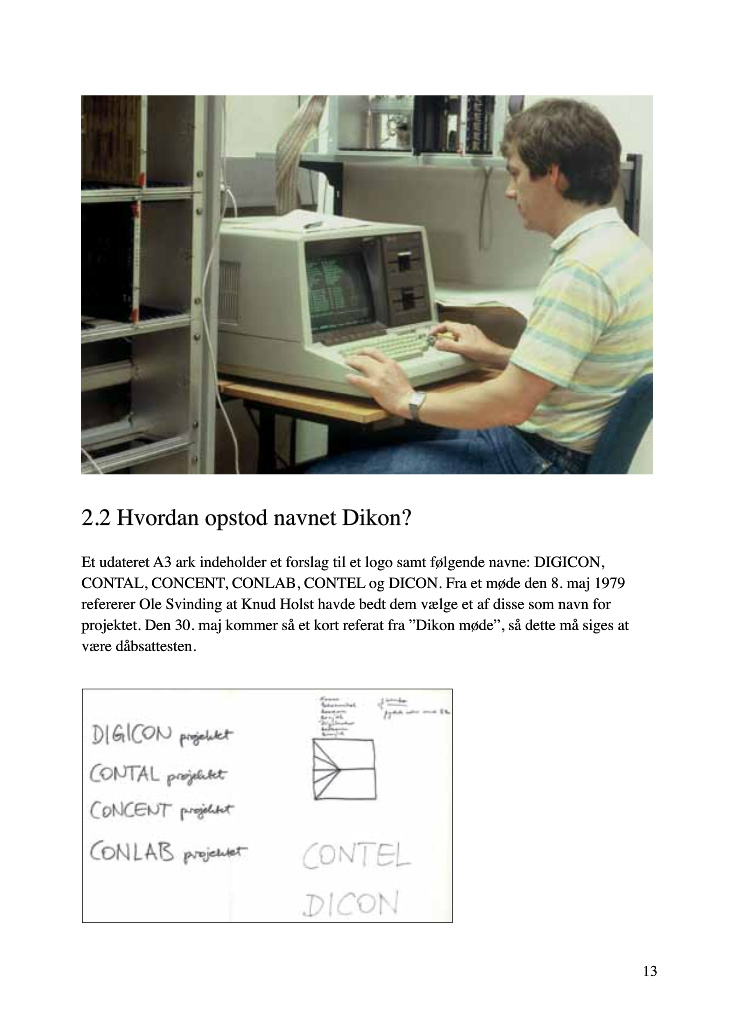 2.2 Hvordan opstod navnet Dikon?
Et udateret A3 ark indeholder et forslag til et logo samt følgende navne: DIGICON,
CONTAL, CONCENT, CONLAB, CONTEL og DICON. Fra et møde den 8. maj 1979
refererer Ole Svinding at Knud Holst havde bedt dem vælge et af disse som navn for
projektet. Den 30. maj kommer så et kort referat fra ”Dikon møde”, så dette må siges at
være dåbsattesten.
DIGICON projektet
CONTAL projektet
CONCENT projektet
CONLAB projektet
CONTEL
DICON
13